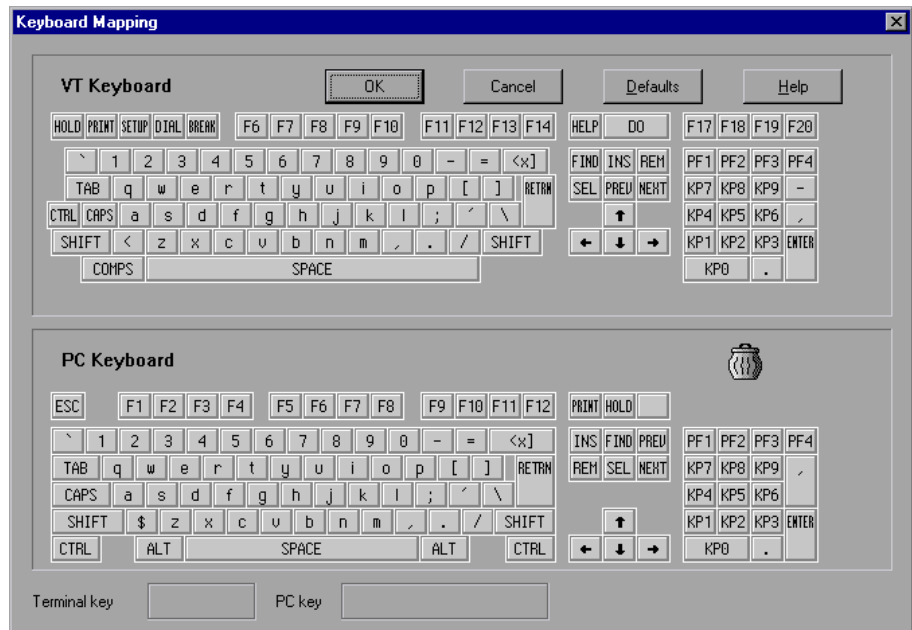 Keyboard Mapping
VT Keyboard OK Cancel Defaults Help
HOLD PRINT SETUP DIAL BREAK F6 F7 F8 F9 F10 F11 F12 F13 F14 HELP DO F17 F18 F19 F20
` 1 2 3 4 5 6 7 8 9 0 - = <x] FIND INS REM PF1 PF2 PF3 PF4
TAB q w e r t y u i o p [ ] RETRN SEL PREV NEXT KP7 KP8 KP9 -
CTRL CAPS a s d f g h j k l ; ´ \ ↑ KP4 KP5 KP6 ,
SHIFT < z x c v b n m , . / SHIFT ← ↓ → KP1 KP2 KP3 ENTER
COMPS SPACE KP0 .
PC Keyboard
ESC F1 F2 F3 F4 F5 F6 F7 F8 F9 F10 F11 F12 PRINT HOLD
` 1 2 3 4 5 6 7 8 9 0 - = <x] INS FIND PREV PF1 PF2 PF3 PF4
TAB q w e r t y u i o p [ ] RETRN REM SEL NEXT KP7 KP8 KP9 ,
CAPS a s d f g h j k l ; ´ \ KP4 KP5 KP6
SHIFT $ z x c v b n m , . / SHIFT ↑ KP1 KP2 KP3 ENTER
CTRL ALT SPACE ALT CTRL ← ↓ → KP0 .
Terminal key PC key